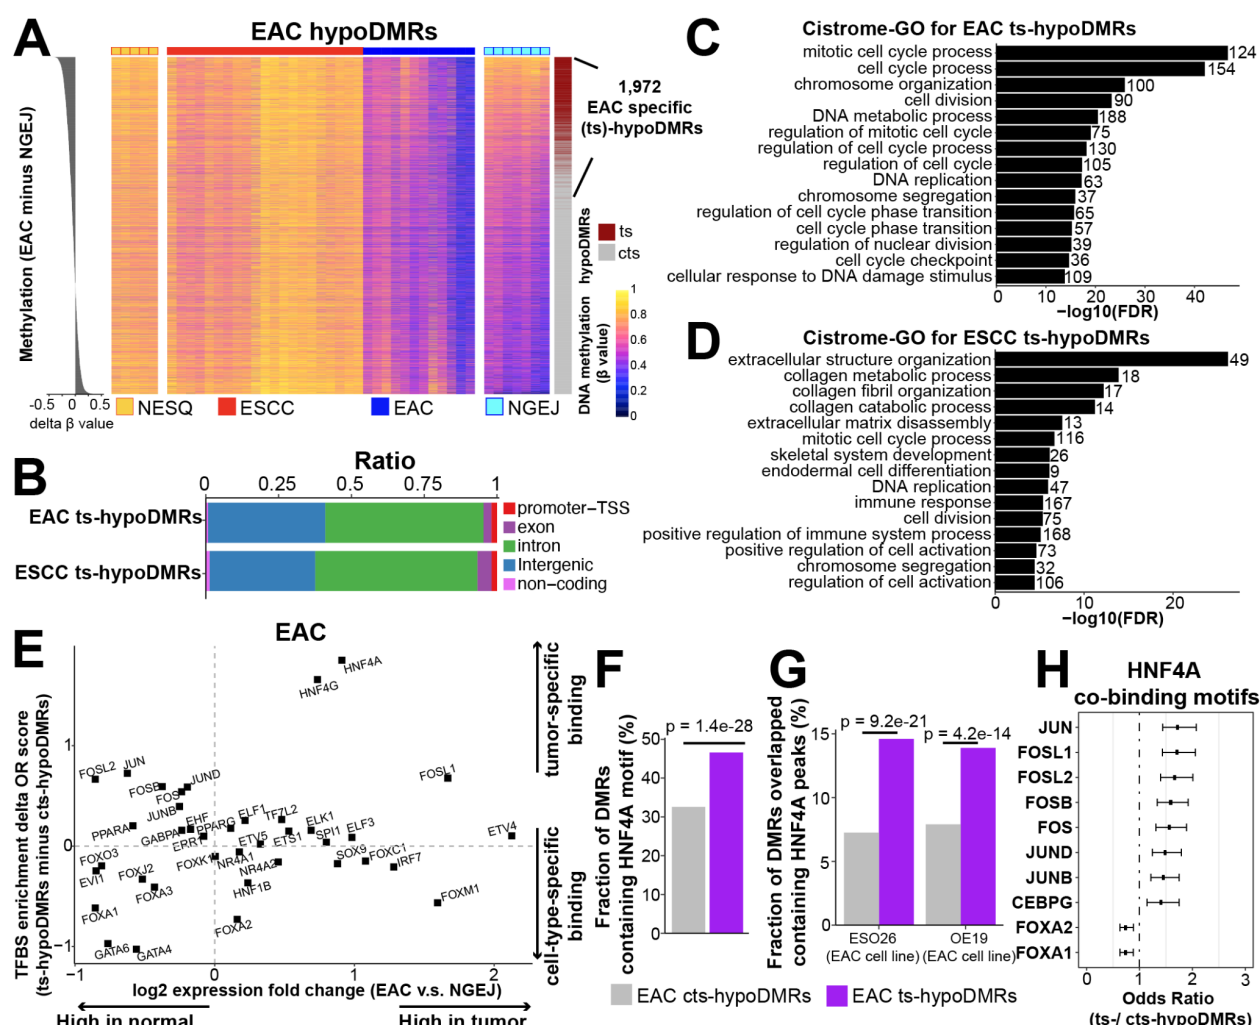 A
EAC hypoDMRs
Methylation (EAC minus NGEJ)
1,972
EAC specific
(ts)-hypoDMRs
hypoDMRs
ts
cts
DNA methylation
(β value)
1
0.8
0.6
0.4
0.2
0
-0.5 0 0.5
delta β value
NESQ ESCC EAC NGEJ
B
Ratio
0 0.25 0.5 0.75 1
EAC ts-hypoDMRs
ESCC ts-hypoDMRs
promoter-TSS
exon
intron
Intergenic
non-coding
C
Cistrome-GO for EAC ts-hypoDMRs
mitotic cell cycle process 124
cell cycle process 154
chromosome organization 100
cell division 90
DNA metabolic process 188
regulation of mitotic cell cycle 75
regulation of cell cycle process 130
regulation of cell cycle 105
DNA replication 63
chromosome segregation 37
regulation of cell cycle phase transition 65
cell cycle phase transition 57
regulation of nuclear division 39
cell cycle checkpoint 36
cellular response to DNA damage stimulus 109
0 10 20 30 40
−log10(FDR)
D
Cistrome-GO for ESCC ts-hypoDMRs
extracellular structure organization 49
collagen metabolic process 18
collagen fibril organization 17
collagen catabolic process 14
extracellular matrix disassembly 13
mitotic cell cycle process 116
skeletal system development 26
endodermal cell differentiation 9
DNA replication 47
immune response 167
cell division 75
positive regulation of immune system process 168
positive regulation of cell activation 73
chromosome segregation 32
regulation of cell activation 106
0 10 20
−log10(FDR)
E
EAC
TFBS enrichment delta OR score
(ts-hypoDMRs minus cts-hypoDMRs)
1
0
−1
HNF4A
HNF4G
FOSL2 JUN
FOSB JUND
FOS
JUNB
FOSL1
PPARA
GABPA EHF
PPARG ELF1 TF7L2
ERR1
ETV5 ETS1 ELK1
SPI1 ELF3
ETV4
FOXO3
EVI1
FOXJ2
FOXK1 NR4A1
NR4A2
SOX9 FOXC1
IRF7
FOXA3
HNF1B
FOXA1
FOXA2
FOXM1
GATA6 GATA4
−1 0 1 2
log2 expression fold change (EAC v.s. NGEJ)
High in normal High in tumor
tumor-specific
binding
cell-type-specific
binding
F
Fraction of DMRs
containing HNF4A motif (%)
p = 1.4e-28
50
40
30
20
10
0
G
Fraction of DMRs overlapped
containing HNF4A peaks (%)
p = 9.2e-21
p = 4.2e-14
15
10
5
0
ESO26
(EAC cell line)
OE19
(EAC cell line)
EAC cts-hypoDMRs EAC ts-hypoDMRs
H
HNF4A
co-binding motifs
JUN
FOSL1
FOSL2
FOSB
FOS
JUND
JUNB
CEBPG
FOXA2
FOXA1
0 1 2 3
Odds Ratio
(ts-/ cts-hypoDMRs)